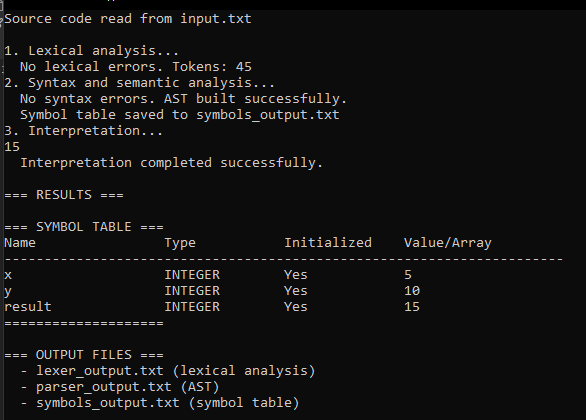 Source code read from input.txt
1. Lexical analysis...
No lexical errors. Tokens: 45
2. Syntax and semantic analysis...
No syntax errors. AST built successfully.
Symbol table saved to symbols_output.txt
3. Interpretation...
15
Interpretation completed successfully.
=== RESULTS ===
=== SYMBOL TABLE ===
Name Type Initialized Value/Array
----------------------------------------------------------------------
x INTEGER Yes 5
y INTEGER Yes 10
result INTEGER Yes 15
====================
=== OUTPUT FILES ===
- lexer_output.txt (lexical analysis)
- parser_output.txt (AST)
- symbols_output.txt (symbol table)